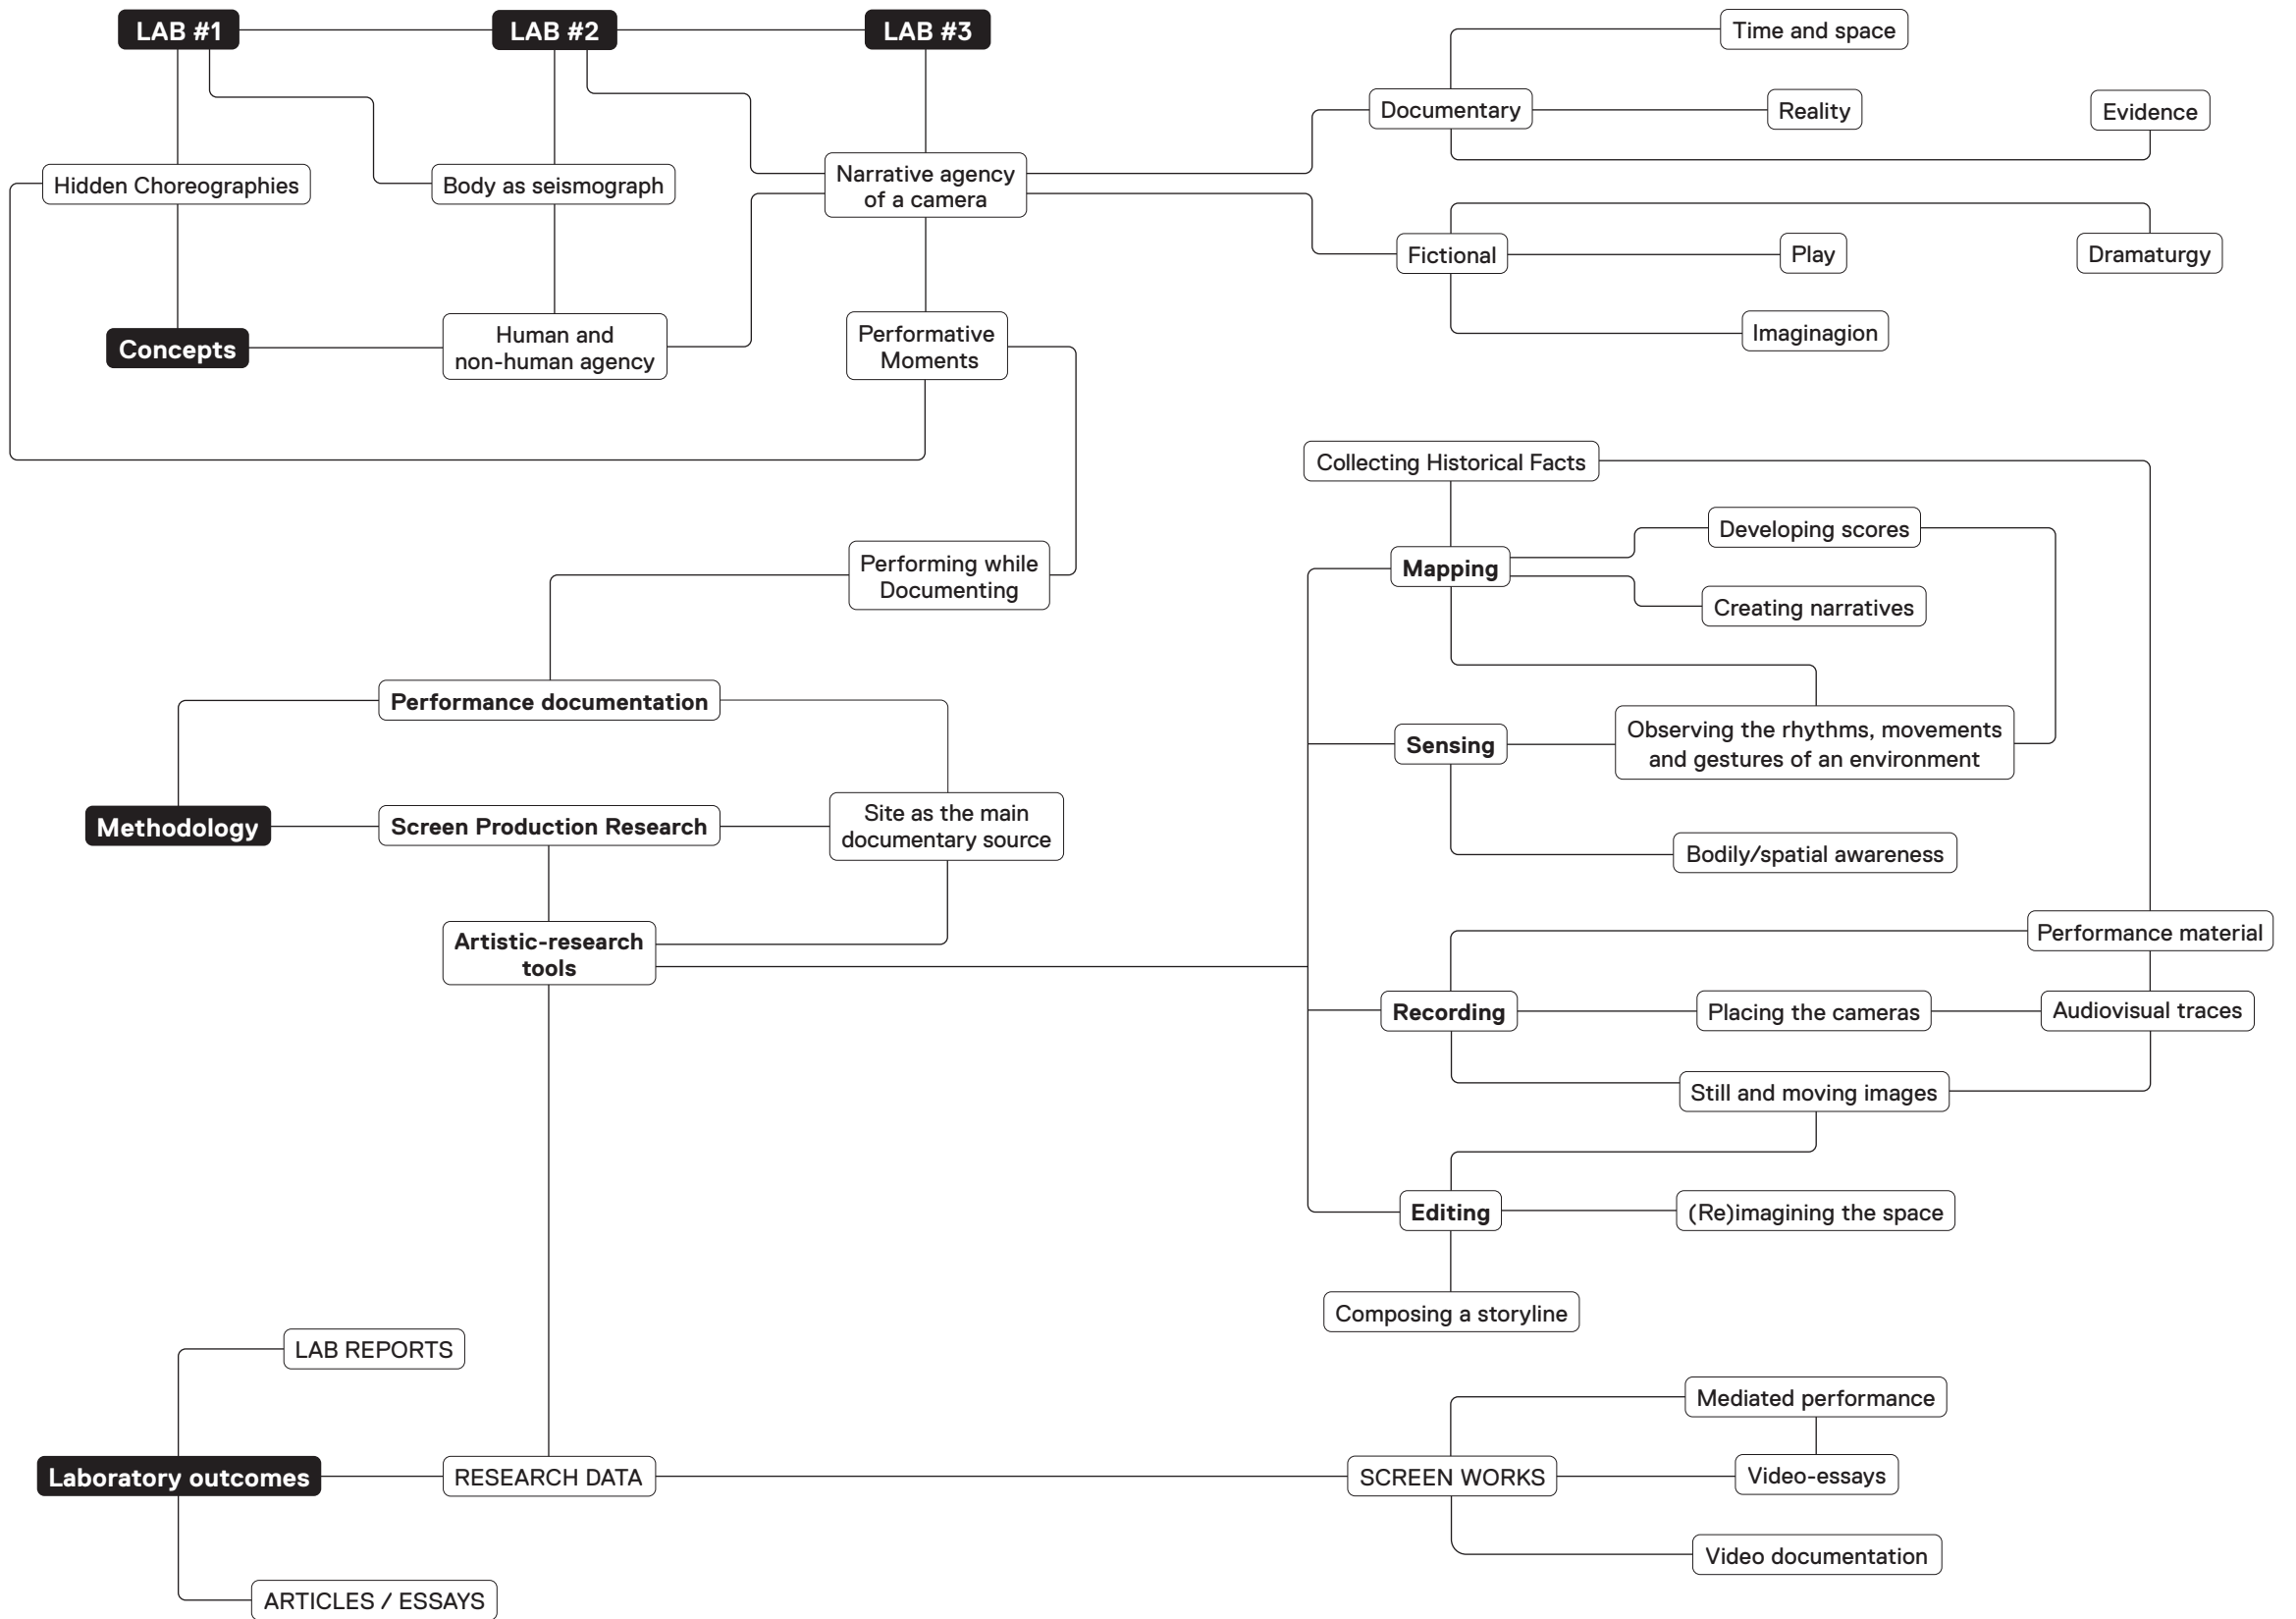 LAB #1
LAB #2
LAB #3
Time and space
Documentary
Reality
Evidence
Hidden Choreographies
Body as seismograph
Narrative agency
of a camera
Fictional
Play
Dramaturgy
Concepts
Human and
non-human agency
Performative
Moments
Imaginagion
Collecting Historical Facts
Developing scores
Performing while
Documenting
Mapping
Creating narratives
Performance documentation
Sensing
Observing the rhythms, movements
and gestures of an environment
Methodology
Screen Production Research
Site as the main
documentary source
Bodily/spatial awareness
Artistic-research
tools
Performance material
Recording
Placing the cameras
Audiovisual traces
Still and moving images
Editing
(Re)imagining the space
Composing a storyline
LAB REPORTS
Mediated performance
Laboratory outcomes
RESEARCH DATA
SCREEN WORKS
Video-essays
Video documentation
ARTICLES / ESSAYS